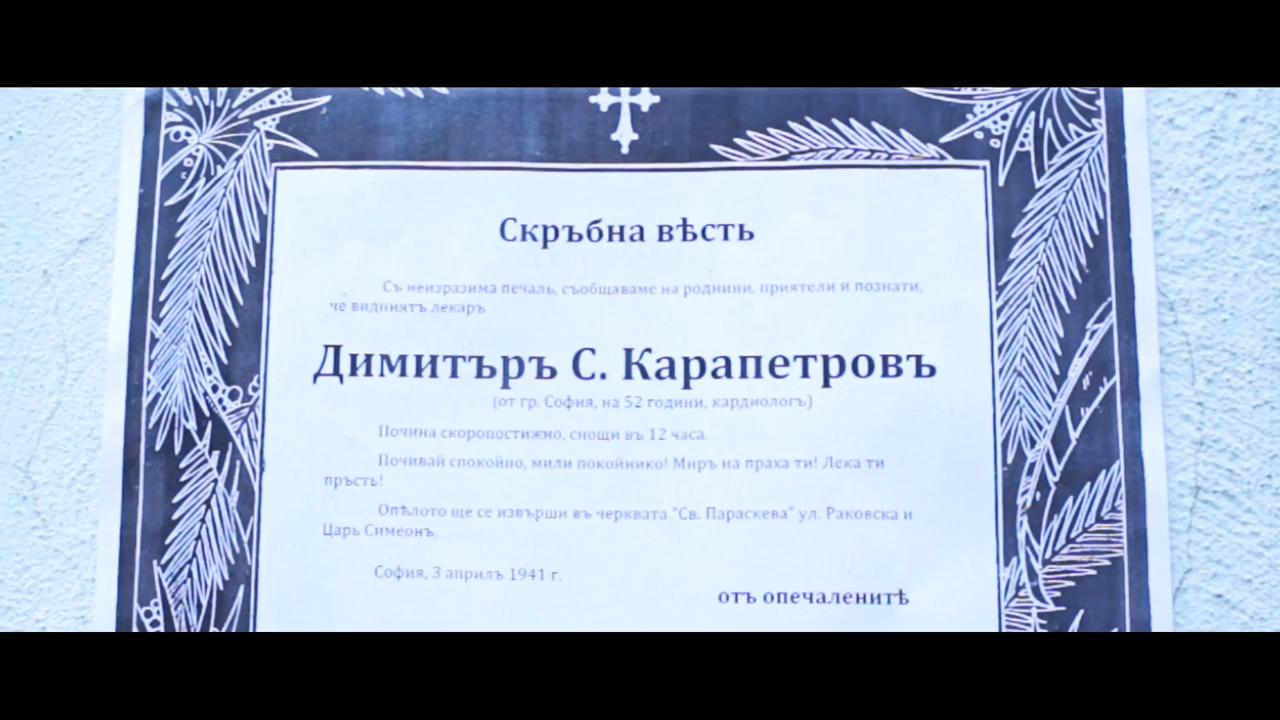 Скръбна вѣсть
Съ неизразима печаль, съобщаваме на роднини, приятели и познати,
че видниятъ лекаръ
Димитъръ С. Карапетровъ
(от гр. София, на 52 години, кардиологъ)
Почина скоропостижно, снощи въ 12 часа.
Почивай спокойно, мили покойнико! Миръ на праха ти! Лека ти
пръсть!
Опѣлото ще се извърши въ черквата "Св. Параскева" ул. Раковска и
Царь Симеонъ.
София, 3 априлъ 1941 г.
отъ опечаленитѣ